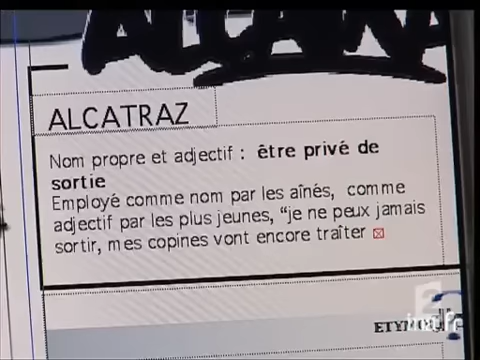 ALCATRAZ
ALCATRAZ
Nom propre et adjectif : être privé de
sortie
Employé comme nom par les aînés, comme
adjectif par les plus jeunes, “je ne peux jamais
sortir, mes copines vont encore traîter